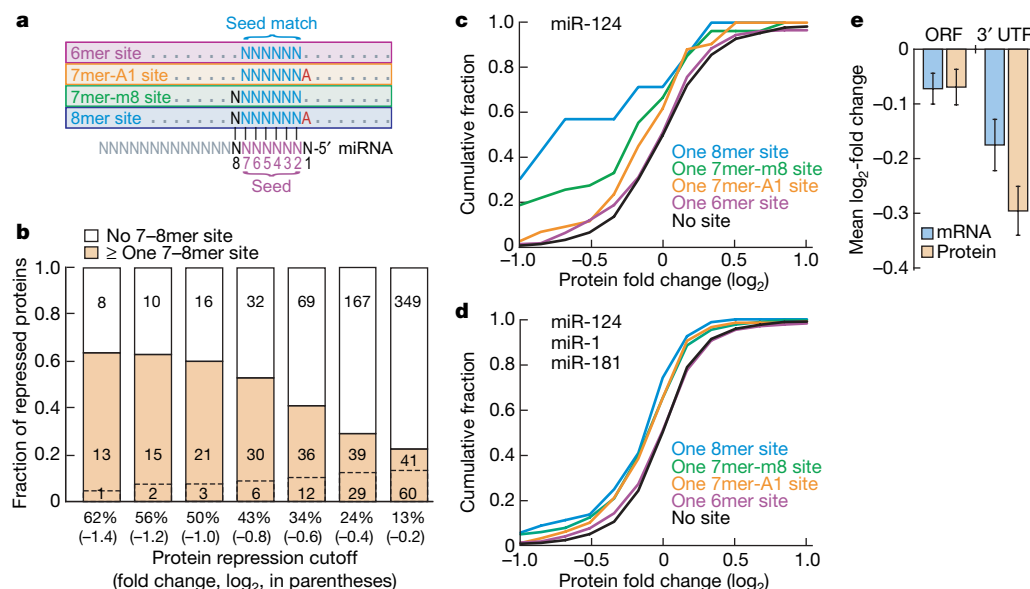 a
Seed match
6mer site . . . . . . . . . NNNNNN . . . . . . . . .
7mer-A1 site . . . . . . . NNNNNNA . . . . . . . .
7mer-m8 site . . . . . . NNNNNNN . . . . . . . . .
8mer site . . . . . . . . NNNNNNNA . . . . . . . .
NNNNNNNNNNNNNNNNNNNNN-5′ miRNA
8 7 6 5 4 3 2 1
Seed
b
No 7–8mer site
≥ One 7–8mer site
Fraction of repressed proteins
1.0
0.8
0.6
0.4
0.2
0
8 10 16 32 69 167 349
13 15 21 30 36 39 41
1 2 3 6 12 29 60
62% 56% 50% 43% 34% 24% 13%
(–1.4) (–1.2) (–1.0) (–0.8) (–0.6) (–0.4) (–0.2)
Protein repression cutoff
(fold change, log2, in parentheses)
c
miR-124
Cumulative fraction
1.0
0.8
0.6
0.4
0.2
0
One 8mer site
One 7mer-m8 site
One 7mer-A1 site
One 6mer site
No site
–1.0 –0.5 0 0.5 1.0
Protein fold change (log2)
d
miR-124
miR-1
miR-181
Cumulative fraction
1.0
0.8
0.6
0.4
0.2
0
One 8mer site
One 7mer-m8 site
One 7mer-A1 site
One 6mer site
No site
–1.0 –0.5 0 0.5 1.0
Protein fold change (log2)
e
ORF 3′ UTR
Mean log2-fold change
0
–0.1
–0.2
–0.3
–0.4
mRNA
Protein